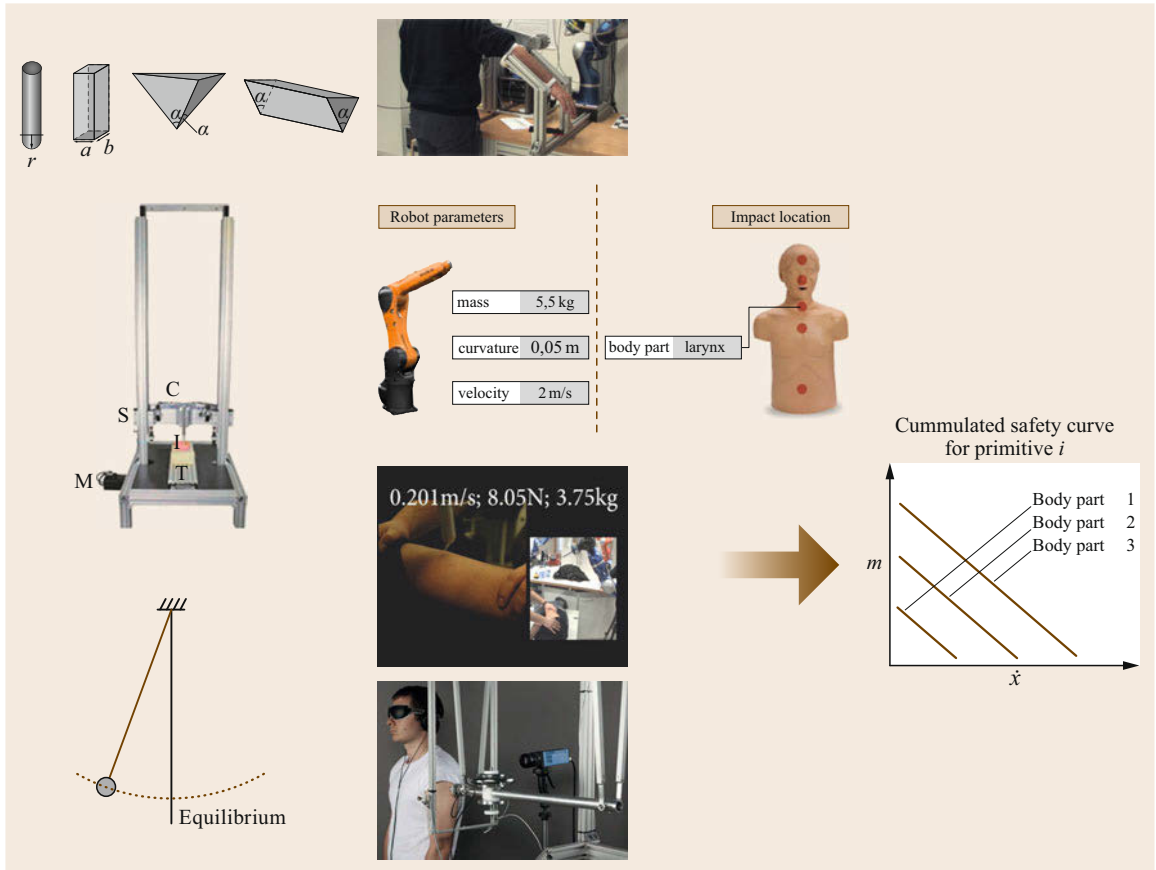 r
a
b
α
α
α'
α
Robot parameters
Impact location
mass 5,5 kg
curvature 0,05 m
body part larynx
velocity 2 m/s
C
S
I
T
M
Cummulated safety curve
for primitive i
0.201m/s; 8.05N; 3.75kg
Body part 1
Body part 2
Body part 3
m
ẋ
Equilibrium